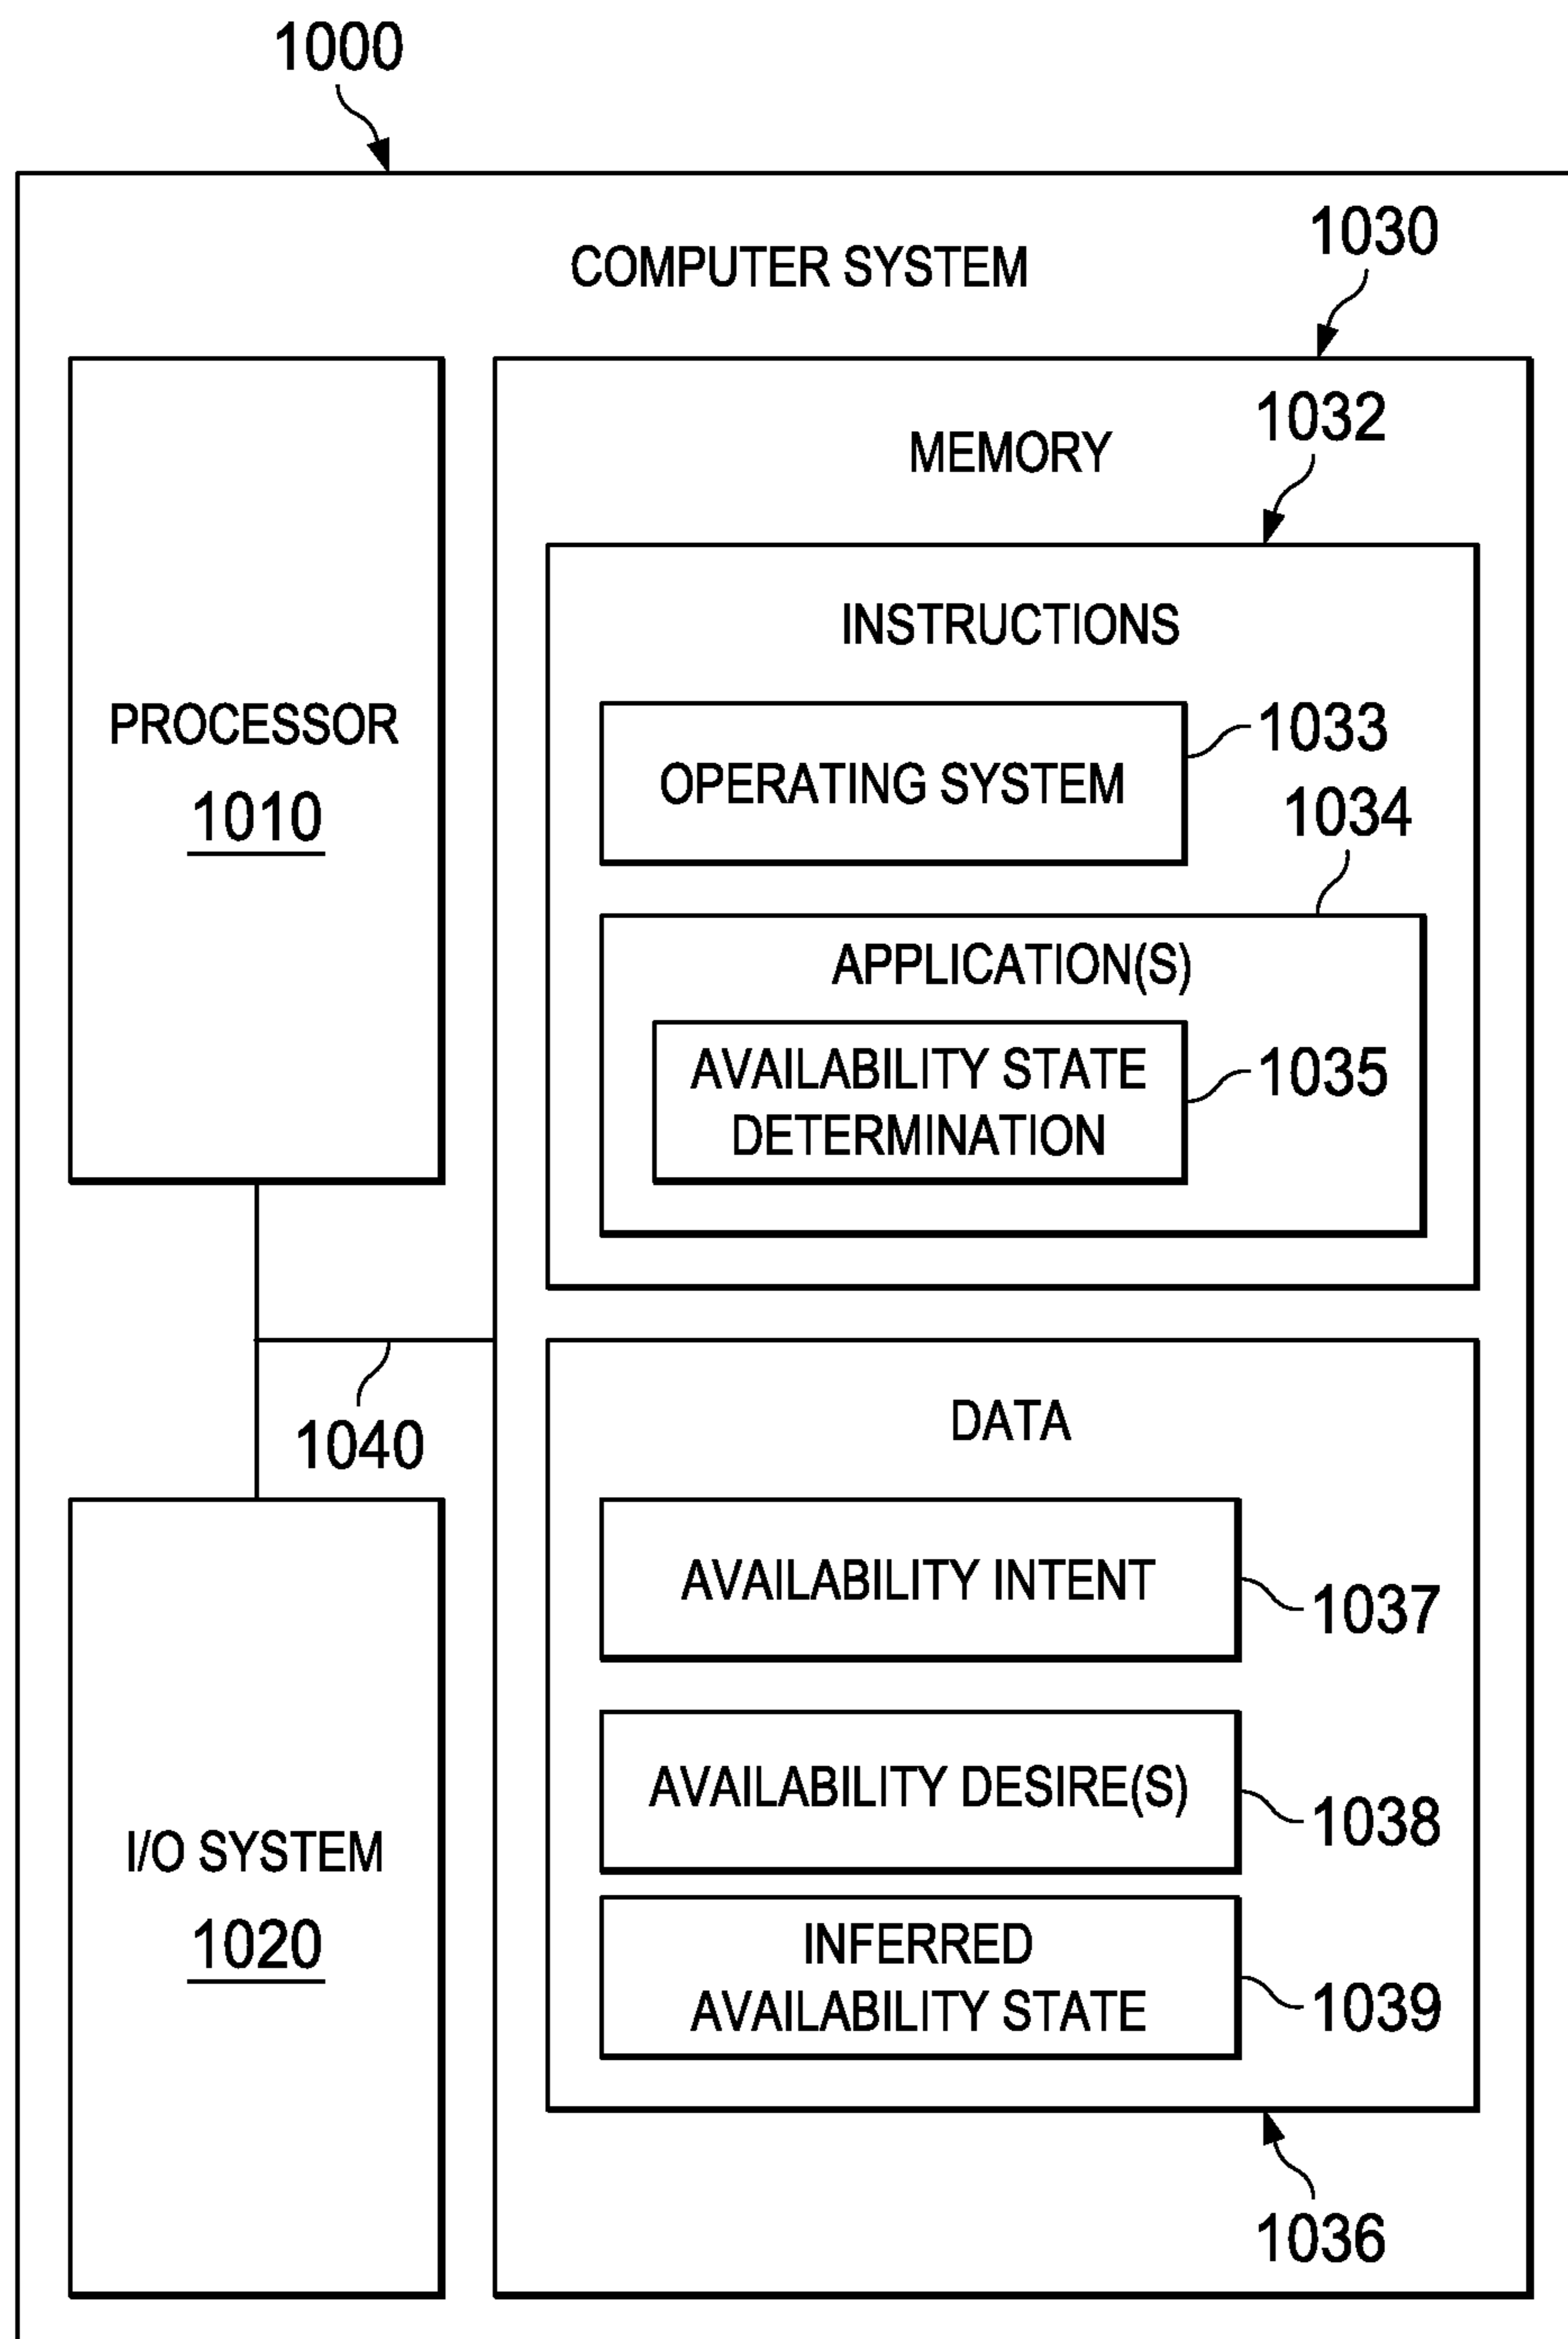 1000
COMPUTER SYSTEM
1030
PROCESSOR
1010
MEMORY
1032
INSTRUCTIONS
OPERATING SYSTEM
1033
1034
APPLICATION(S)
AVAILABILITY STATE
DETERMINATION
1035
1040
DATA
AVAILABILITY INTENT
1037
AVAILABILITY DESIRE(S)
1038
INFERRED
AVAILABILITY STATE
1039
1036
I/O SYSTEM
1020